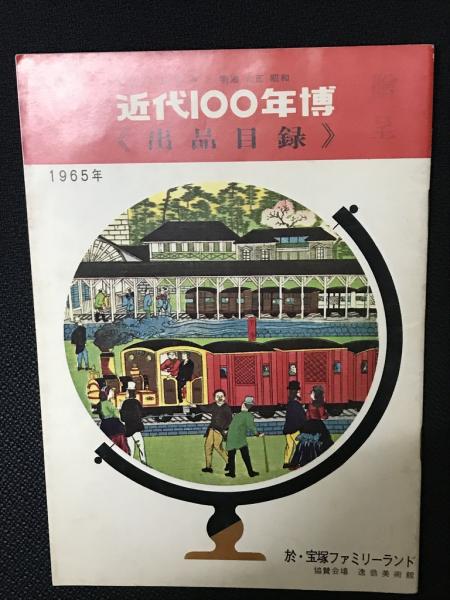 明治 大正 昭和
近代100年博
《出品目録》
贈呈
1965年
於・宝塚ファミリーランド
協賛会場 逸翁美術館